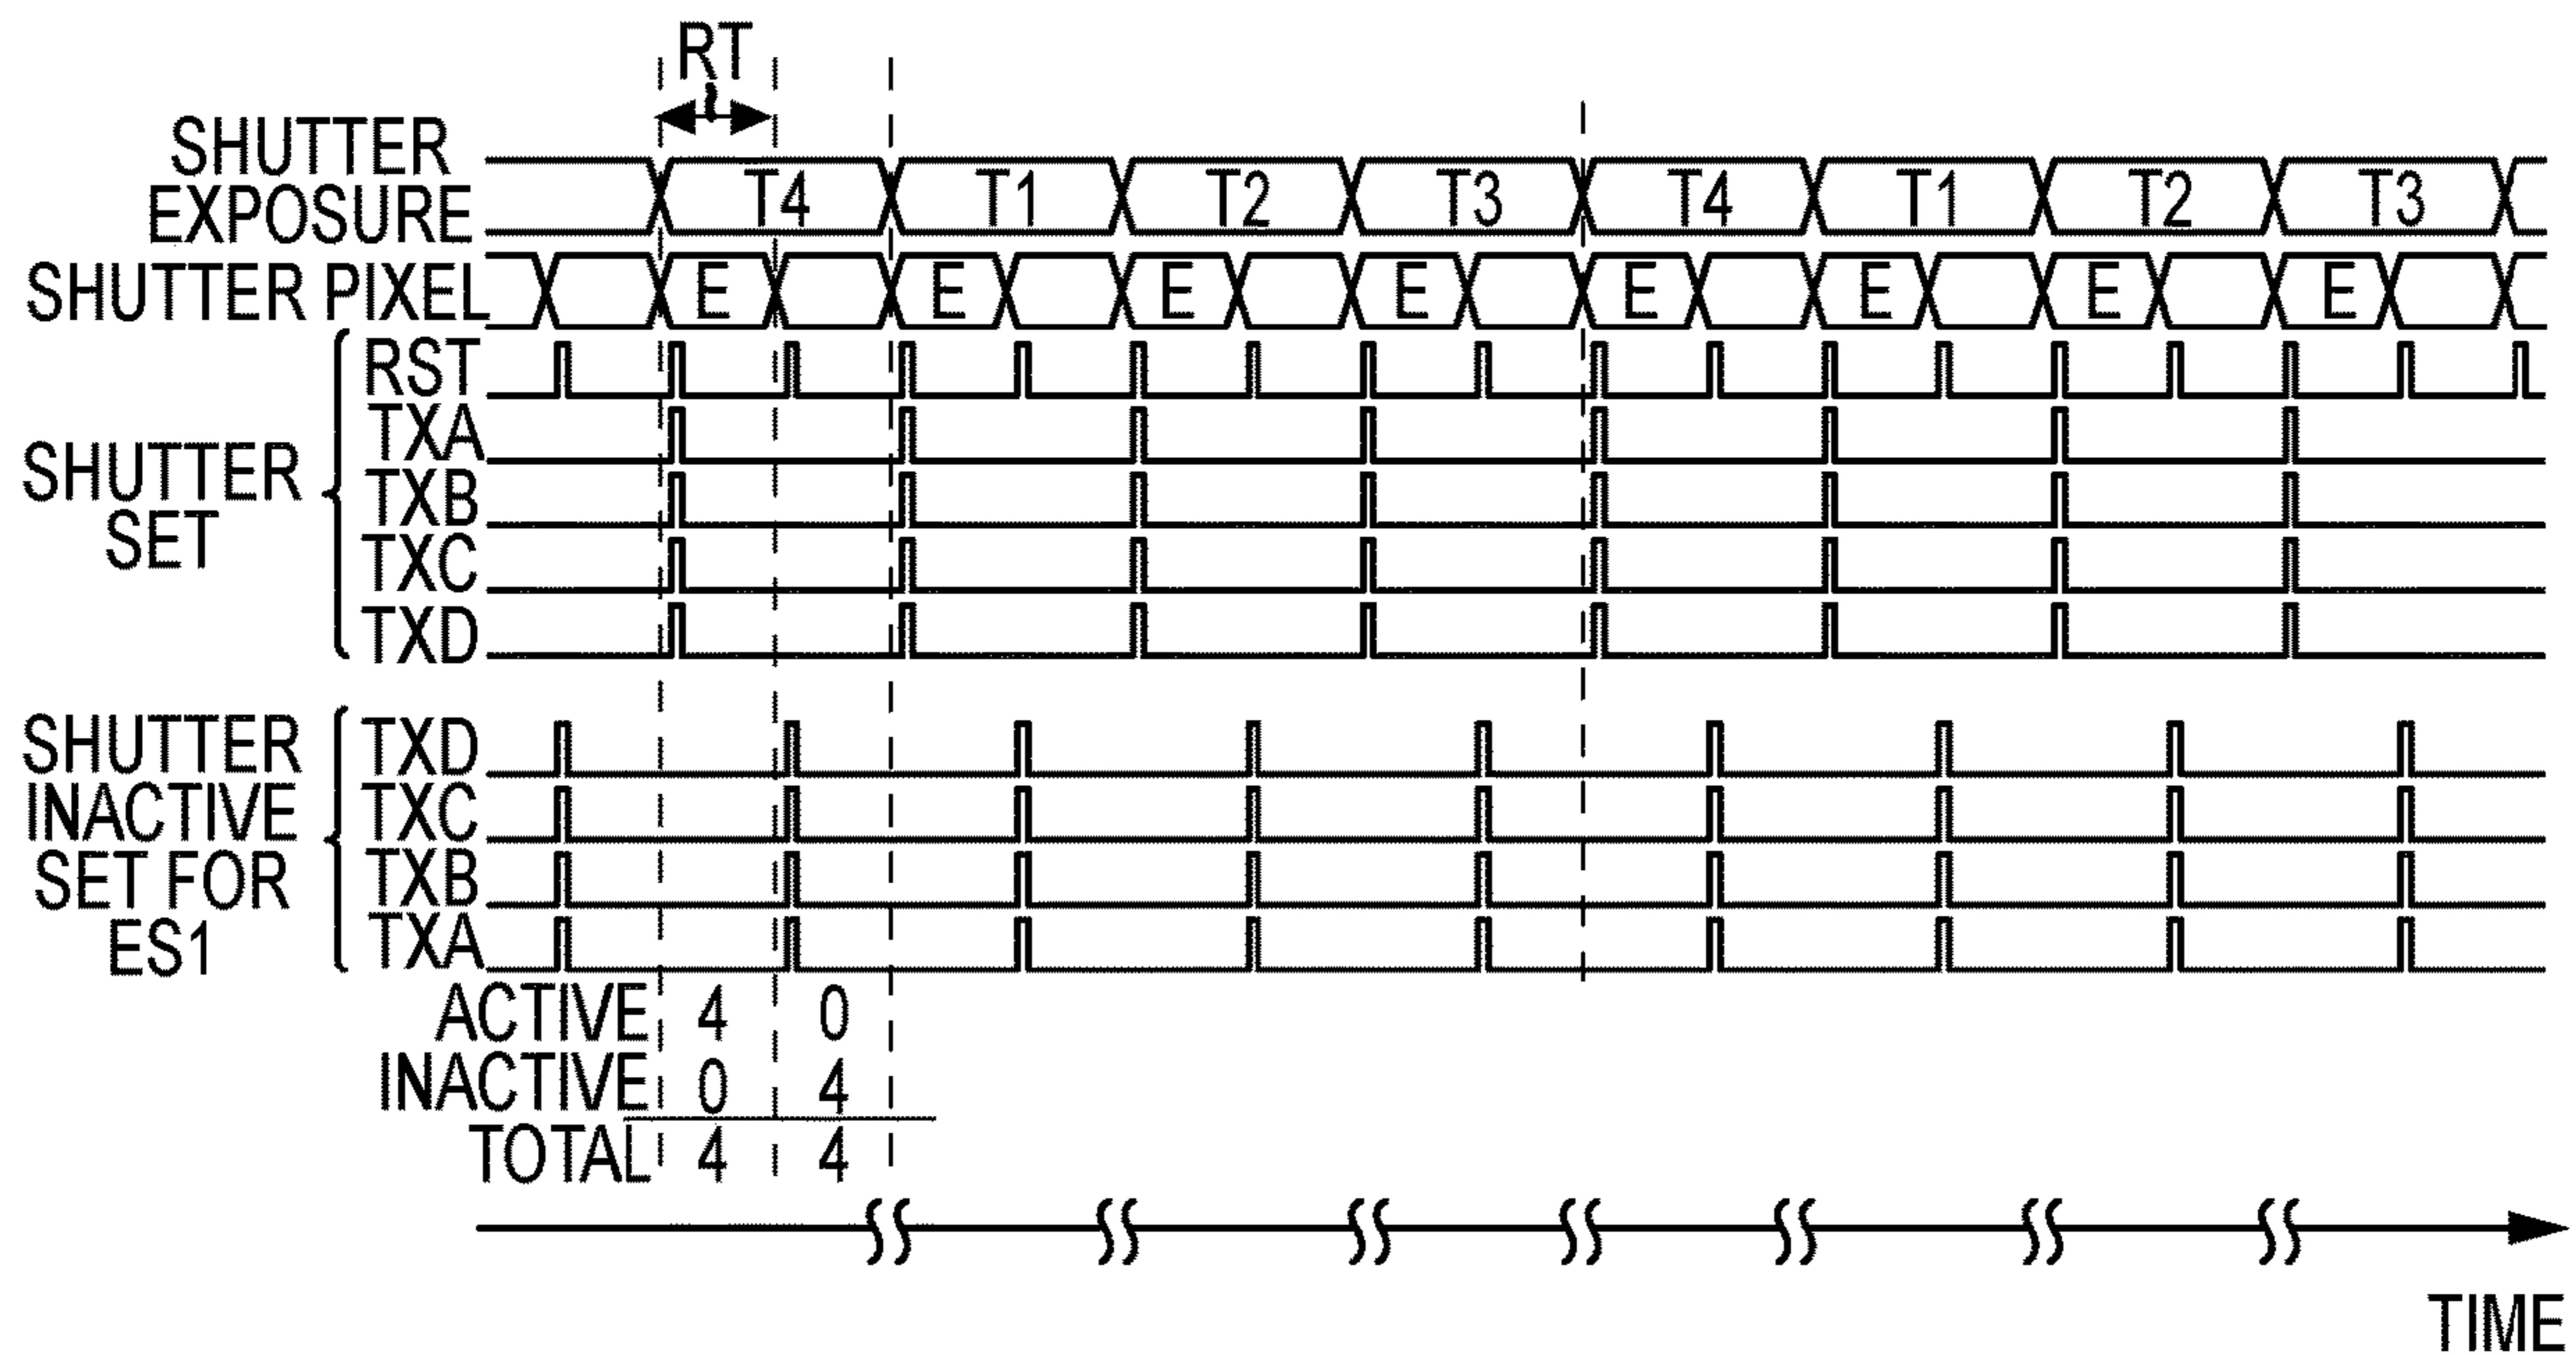 RT
SHUTTER
EXPOSURE
T4 T1 T2 T3 T4 T1 T2 T3
SHUTTER PIXEL
E E E E E E E E
SHUTTER
SET
RST
TXA
TXB
TXC
TXD
SHUTTER
INACTIVE
SET FOR
ES1
TXD
TXC
TXB
TXA
ACTIVE 4 0
INACTIVE 0 4
TOTAL 4 4
TIME